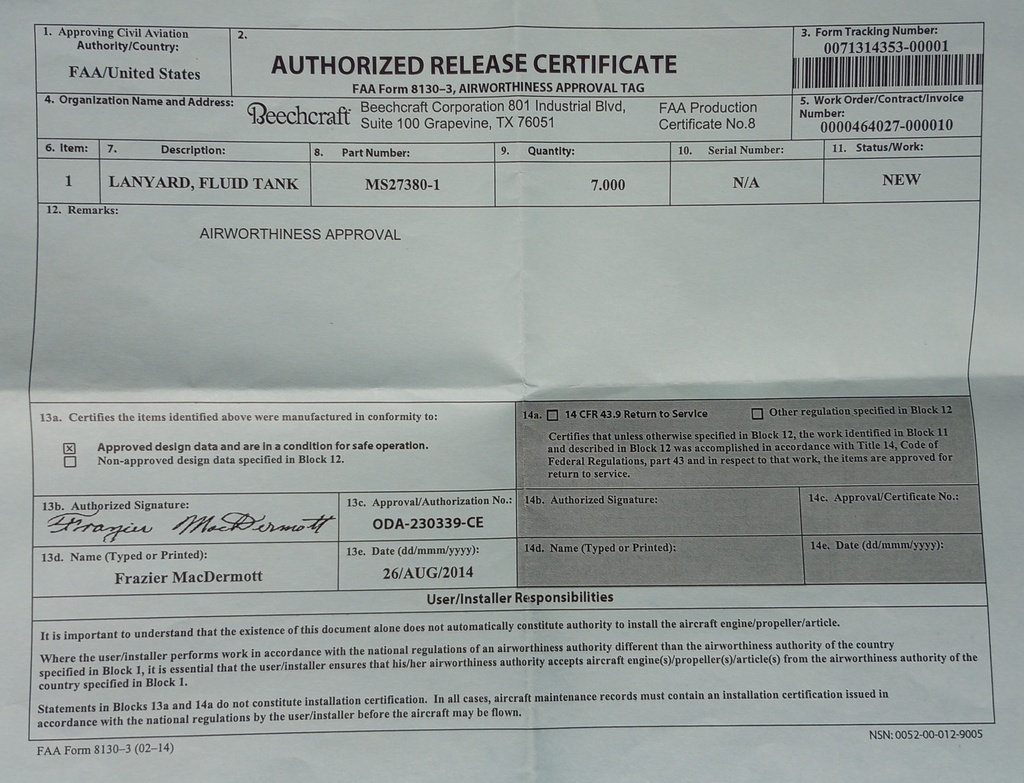 1. Approving Civil Aviation
Authority/Country:
FAA/United States
2.
AUTHORIZED RELEASE CERTIFICATE
FAA Form 8130–3, AIRWORTHINESS APPROVAL TAG
3. Form Tracking Number:
0071314353-00001
4. Organization Name and Address:
Beechcraft
Beechcraft Corporation 801 Industrial Blvd,
Suite 100 Grapevine, TX 76051
FAA Production
Certificate No.8
5. Work Order/Contract/Invoice
Number:
0000464027-000010
6. Item:
1
7. Description:
LANYARD, FLUID TANK
8. Part Number:
MS27380-1
9. Quantity:
7.000
10. Serial Number:
N/A
11. Status/Work:
NEW
12. Remarks:
AIRWORTHINESS APPROVAL
13a. Certifies the items identified above were manufactured in conformity to:
Approved design data and are in a condition for safe operation.
Non-approved design data specified in Block 12.
14a. 14 CFR 43.9 Return to Service
Other regulation specified in Block 12
Certifies that unless otherwise specified in Block 12, the work identified in Block 11
and described in Block 12 was accomplished in accordance with Title 14, Code of
Federal Regulations, part 43 and in respect to that work, the items are approved for
return to service.
13b. Authorized Signature:
Frazier MacDermott
13c. Approval/Authorization No.:
ODA-230339-CE
14b. Authorized Signature:
14c. Approval/Certificate No.:
13d. Name (Typed or Printed):
Frazier MacDermott
13e. Date (dd/mmm/yyyy):
26/AUG/2014
14d. Name (Typed or Printed):
14e. Date (dd/mmm/yyyy):
User/Installer Responsibilities
It is important to understand that the existence of this document alone does not automatically constitute authority to install the aircraft engine/propeller/article.
Where the user/installer performs work in accordance with the national regulations of an airworthiness authority different than the airworthiness authority of the country
specified in Block 1, it is essential that the user/installer ensures that his/her airworthiness authority accepts aircraft engine(s)/propeller(s)/article(s) from the airworthiness authority of the
country specified in Block 1.
Statements in Blocks 13a and 14a do not constitute installation certification. In all cases, aircraft maintenance records must contain an installation certification issued in
accordance with the national regulations by the user/installer before the aircraft may be flown.
FAA Form 8130–3 (02–14)
NSN: 0052-00-012-9005